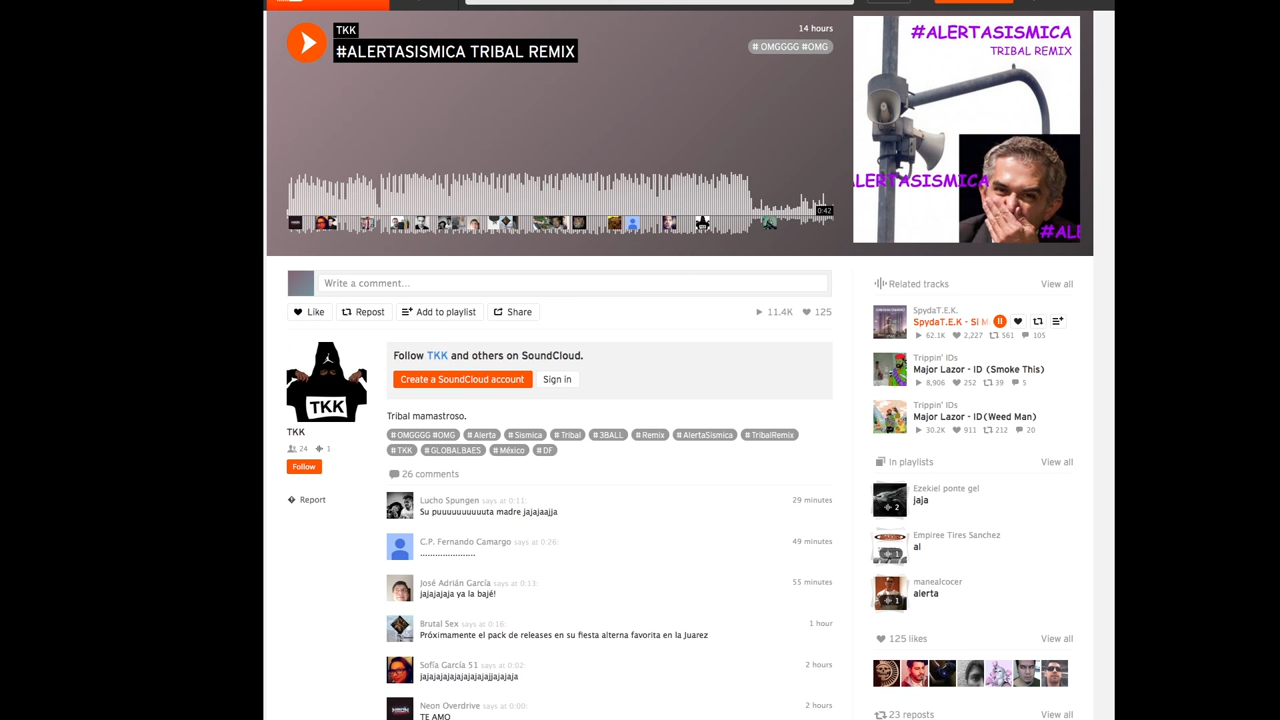 TKK
#ALERTASISMICA TRIBAL REMIX
14 hours
# OMGGGG #OMG
0:42
#ALERTASISMICA
TRIBAL REMIX
LERTASISMICA
#ALE
Write a comment...
Like
Repost
Add to playlist
Share
11.4K
125
TKK
TKK
24
1
Follow
Report
Follow TKK and others on SoundCloud.
Create a SoundCloud account
Sign in
Tribal mamastroso.
# OMGGGG #OMG # Alerta # Sismica # Tribal # 3BALL # Remix # AlertaSismica # TribalRemix
# TKK # GLOBALBAES # México # DF
26 comments
Lucho Spungen says at 0:11:
29 minutes
Su puuuuuuuuuuta madre jajajaajja
C.P. Fernando Camargo says at 0:26:
49 minutes
......................
José Adrián García says at 0:13:
55 minutes
jajajajaja ya la bajé!
Brutal Sex says at 0:16:
1 hour
Próximamente el pack de releases en su fiesta alterna favorita en la Juarez
Sofía García 51 says at 0:02:
2 hours
jajajajajajajajajajajjajajaja
Neon Overdrive says at 0:00:
2 hours
TE AMO
Related tracks
View all
SpydaT.E.K.
SpydaT.E.K - Si M
62.1K 2,227 561 105
Trippin' IDs
Major Lazor - ID (Smoke This)
8,906 252 39 5
Trippin' IDs
Major Lazor - ID(Weed Man)
30.2K 911 212 20
In playlists
View all
Ezekiel ponte gel
jaja
2
Empiree Tires Sanchez
al
1
manealcocer
alerta
1
125 likes
View all
23 reposts
View all